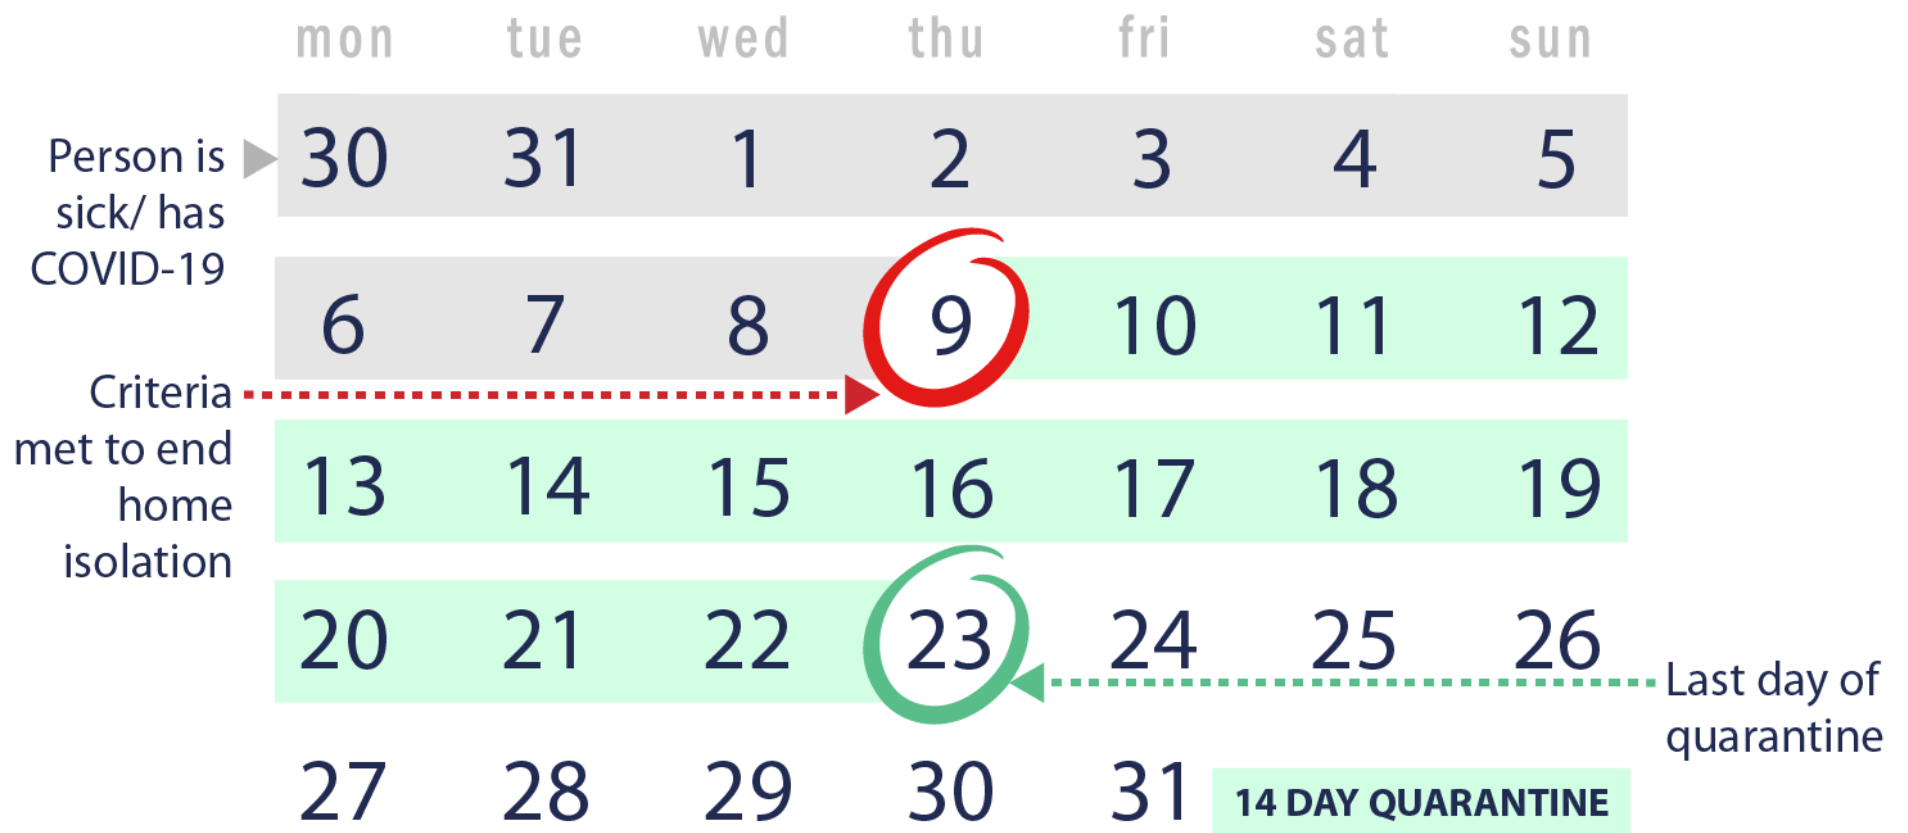 mon tue wed thu fri sat sun
Person is
sick/ has
COVID-19
30 31 1 2 3 4 5
6 7 8 9 10 11 12
Criteria
met to end
home
isolation
13 14 15 16 17 18 19
20 21 22 23 24 25 26
Last day of
quarantine
27 28 29 30 31
14 DAY QUARANTINE